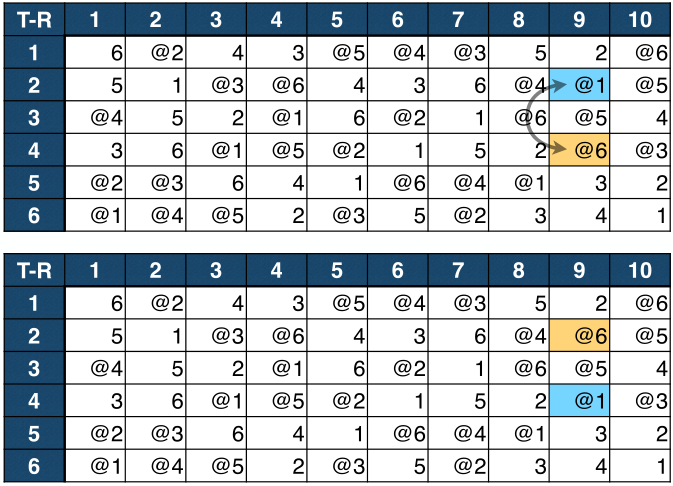 T-R 1 2 3 4 5 6 7 8 9 10
1 6 @2 4 3 @5 @4 @3 5 2 @6
2 5 1 @3 @6 4 3 6 @4 @1 @5
3 @4 5 2 @1 6 @2 1 @6 @5 4
4 3 6 @1 @5 @2 1 5 2 @6 @3
5 @2 @3 6 4 1 @6 @4 @1 3 2
6 @1 @4 @5 2 @3 5 @2 3 4 1
T-R 1 2 3 4 5 6 7 8 9 10
1 6 @2 4 3 @5 @4 @3 5 2 @6
2 5 1 @3 @6 4 3 6 @4 @6 @5
3 @4 5 2 @1 6 @2 1 @6 @5 4
4 3 6 @1 @5 @2 1 5 2 @1 @3
5 @2 @3 6 4 1 @6 @4 @1 3 2
6 @1 @4 @5 2 @3 5 @2 3 4 1